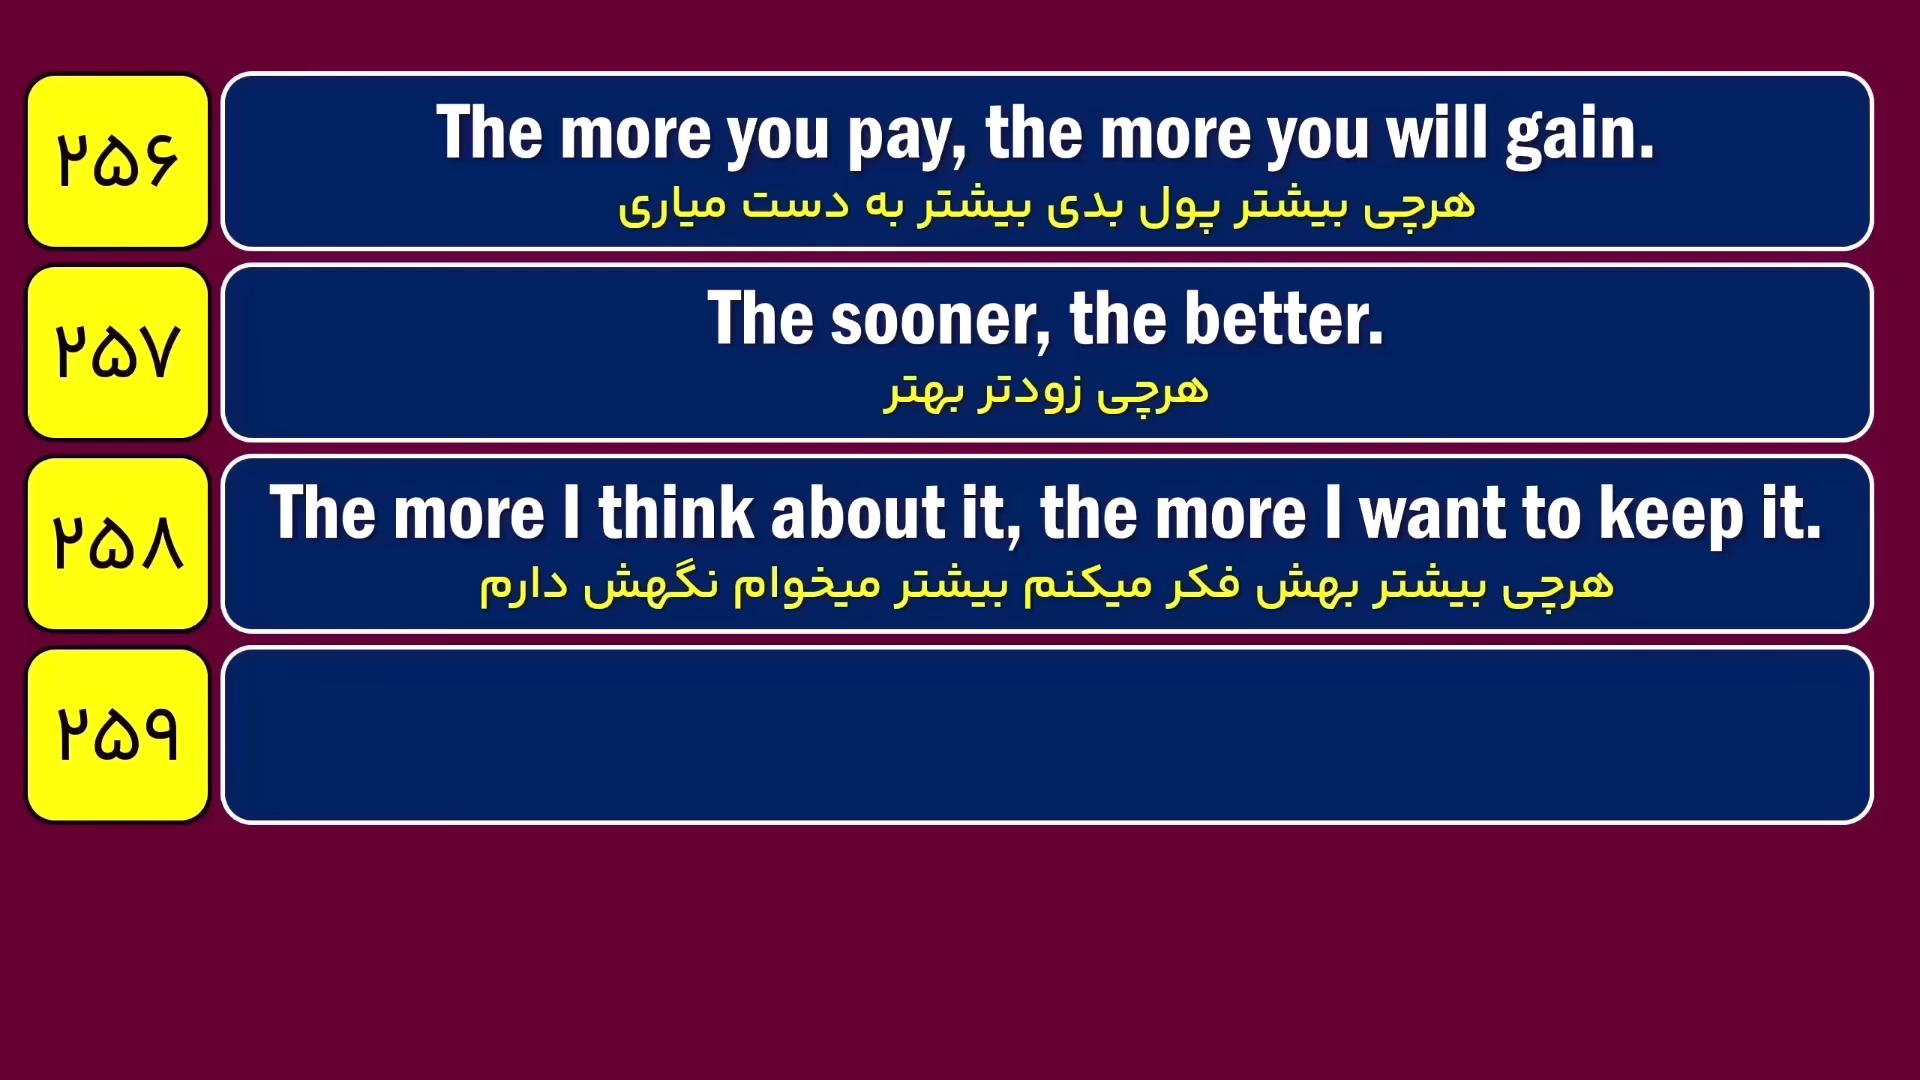 ۲۵۶
The more you pay, the more you will gain.
هرچی بیشتر پول بدی بیشتر به دست میاری
۲۵۷
The sooner, the better.
هرچی زودتر بهتر
۲۵۸
The more I think about it, the more I want to keep it.
هرچی بیشتر بهش فکر میکنم بیشتر میخوام نگهش دارم
۲۵۹